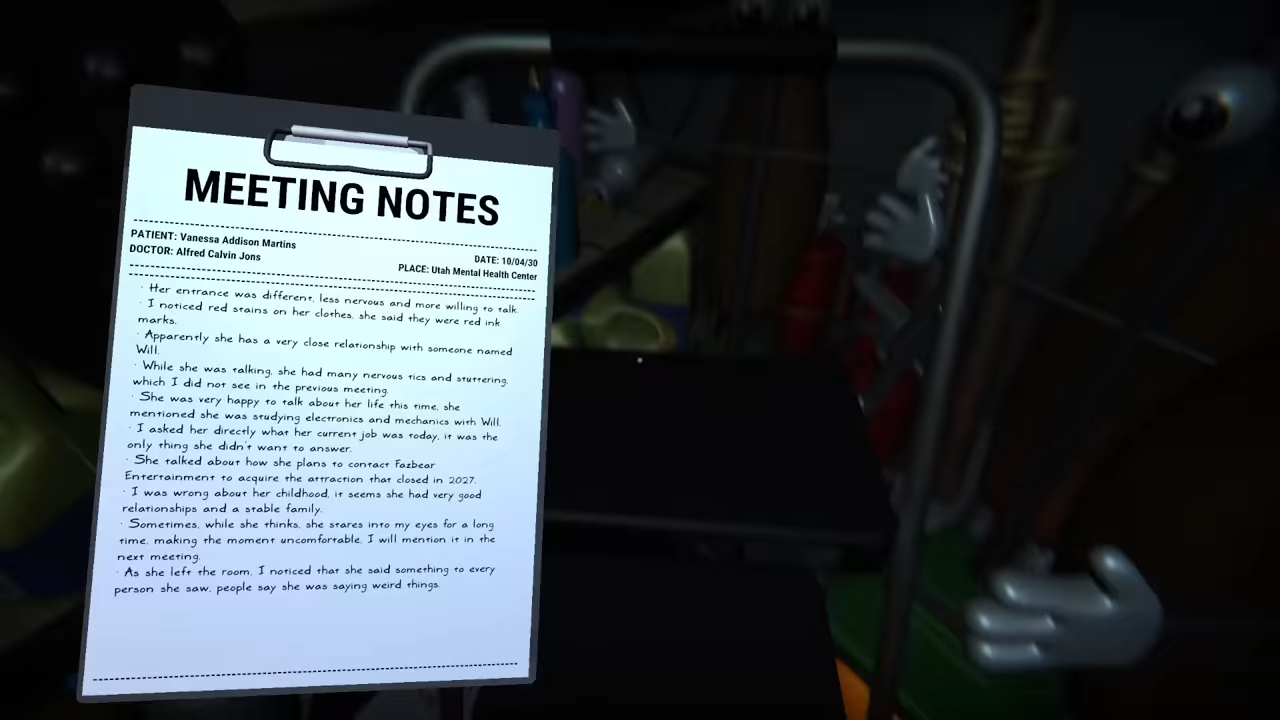 MEETING NOTES
PATIENT: Vanessa Addison Martins
DOCTOR: Alfred Calvin Jons
DATE: 10/04/30
PLACE: Utah Mental Health Center
· Her entrance was different, less nervous and more willing to talk.
· I noticed red stains on her clothes, she said they were red ink
marks.
· Apparently she has a very close relationship with someone named
Will.
· While she was talking, she had many nervous tics and stuttering,
which I did not see in the previous meeting.
· She was very happy to talk about her life this time, she
mentioned she was studying electronics and mechanics with Will.
· I asked her directly what her current job was today, it was the
only thing she didn't want to answer.
· She talked about how she plans to contact Fazbear
Entertainment to acquire the attraction that closed in 2027.
· I was wrong about her childhood, it seems she had very good
relationships and a stable family.
· Sometimes, while she thinks, she stares into my eyes for a long
time, making the moment uncomfortable, I will mention it in the
next meeting.
· As she left the room, I noticed that she said something to every
person she saw, people say she was saying weird things.